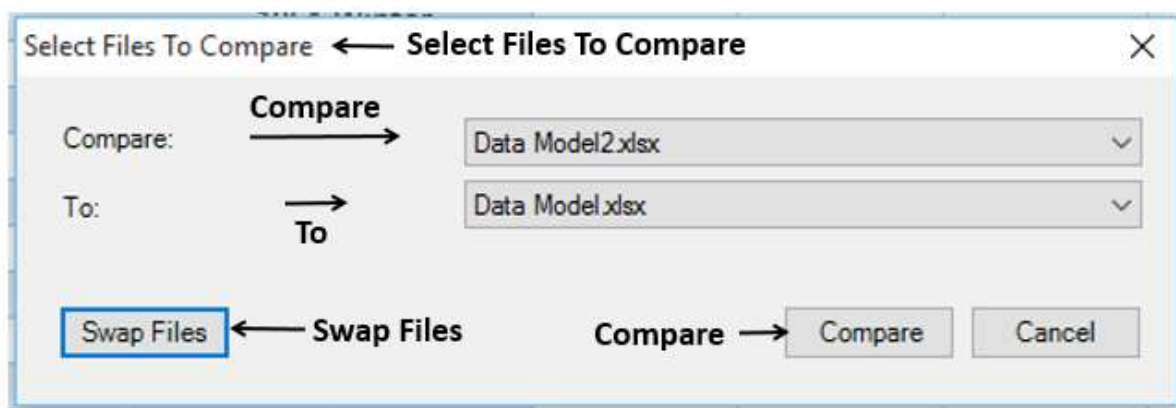 Select Files To Compare Select Files To Compare
Compare
Compare: Data Model2.xlsx
To: Data Model.xlsx
To
Swap Files Swap Files Compare Compare Cancel